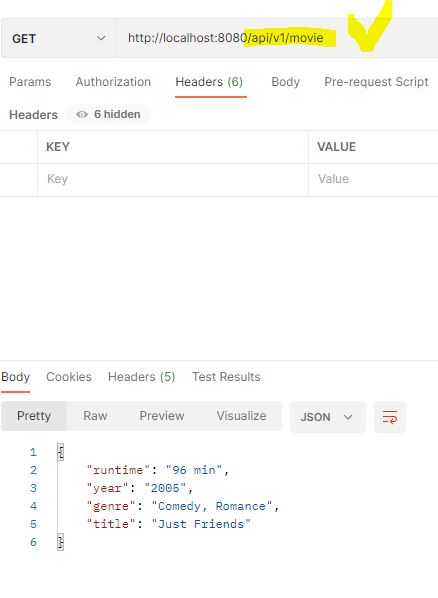 GET http://localhost:8080/api/v1/movie
Params Authorization Headers (6) Body Pre-request Script
Headers 6 hidden
KEY VALUE
Key Value
Body Cookies Headers (5) Test Results
Pretty Raw Preview Visualize JSON
1 {
2 "runtime": "96 min",
3 "year": "2005",
4 "genre": "Comedy, Romance",
5 "title": "Just Friends"
6 }